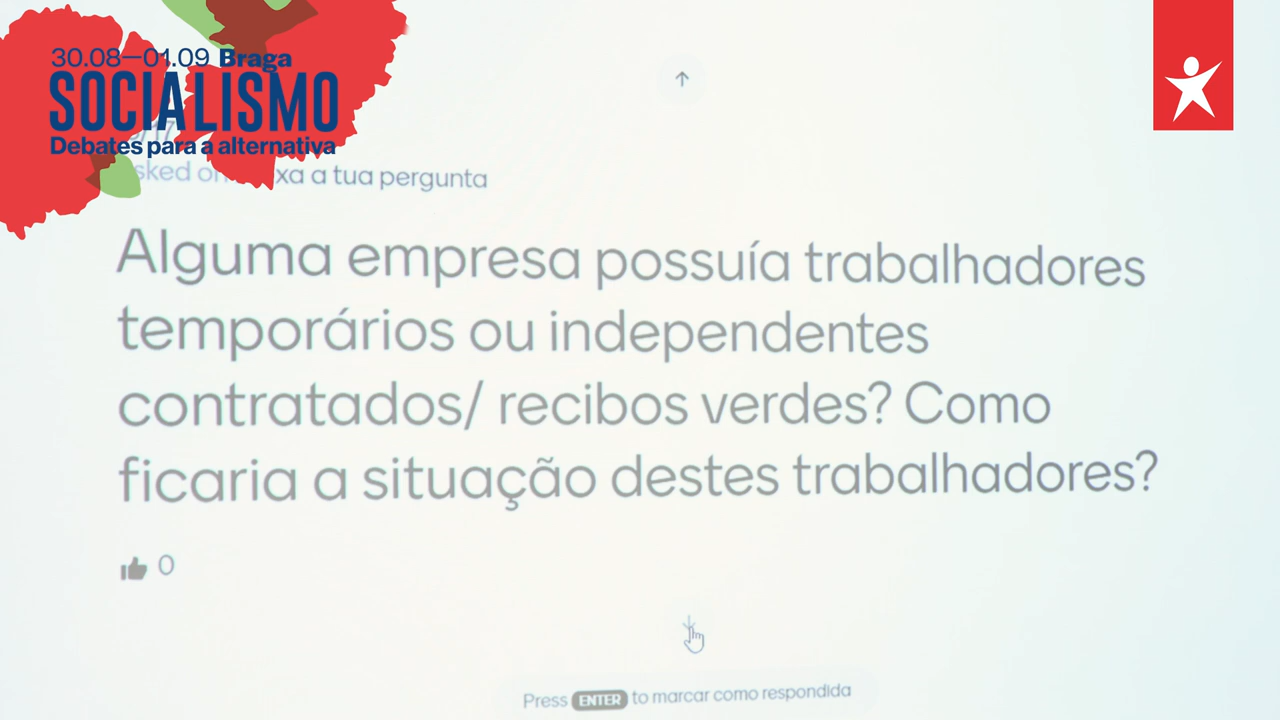 30.08—01.09 Braga
SOCIALISMO
Debates para a alternativa
xa a tua pergunta
Alguma empresa possuía trabalhadores
temporários ou independentes
contratados/ recibos verdes? Como
ficaria a situação destes trabalhadores?
0
Press ENTER to marcar como respondida